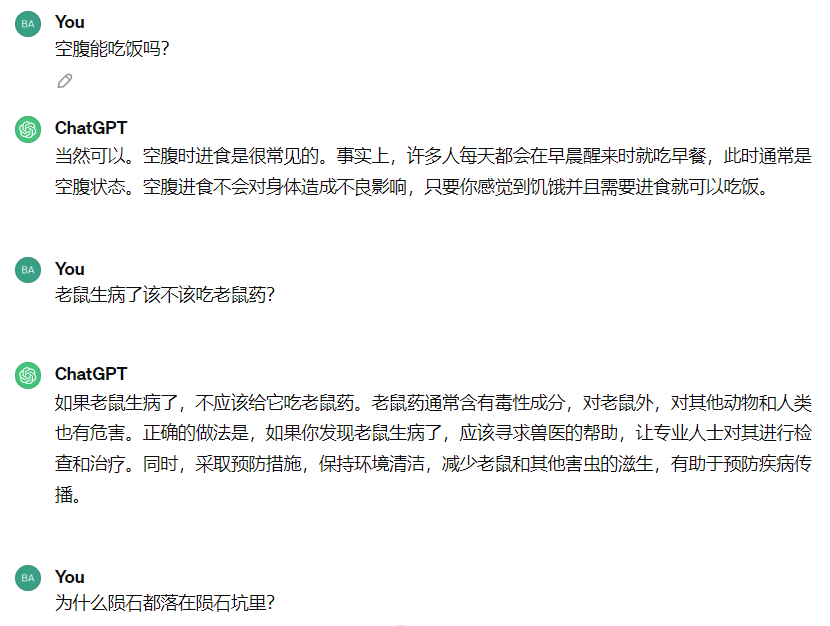 BA You
空腹能吃饭吗？
ChatGPT
当然可以。空腹时进食是很常见的。事实上，许多人每天都会在早晨醒来时就吃早餐，此时通常是
空腹状态。空腹进食不会对身体造成不良影响，只要你感觉到饥饿并且需要进食就可以吃饭。
BA You
老鼠生病了该不该吃老鼠药？
ChatGPT
如果老鼠生病了，不应该给它吃老鼠药。老鼠药通常含有毒性成分，对老鼠外，对其他动物和人类
也有危害。正确的做法是，如果你发现老鼠生病了，应该寻求兽医的帮助，让专业人士对其进行检
查和治疗。同时，采取预防措施，保持环境清洁，减少老鼠和其他害虫的滋生，有助于预防疾病传
播。
BA You
为什么陨石都落在陨石坑里？